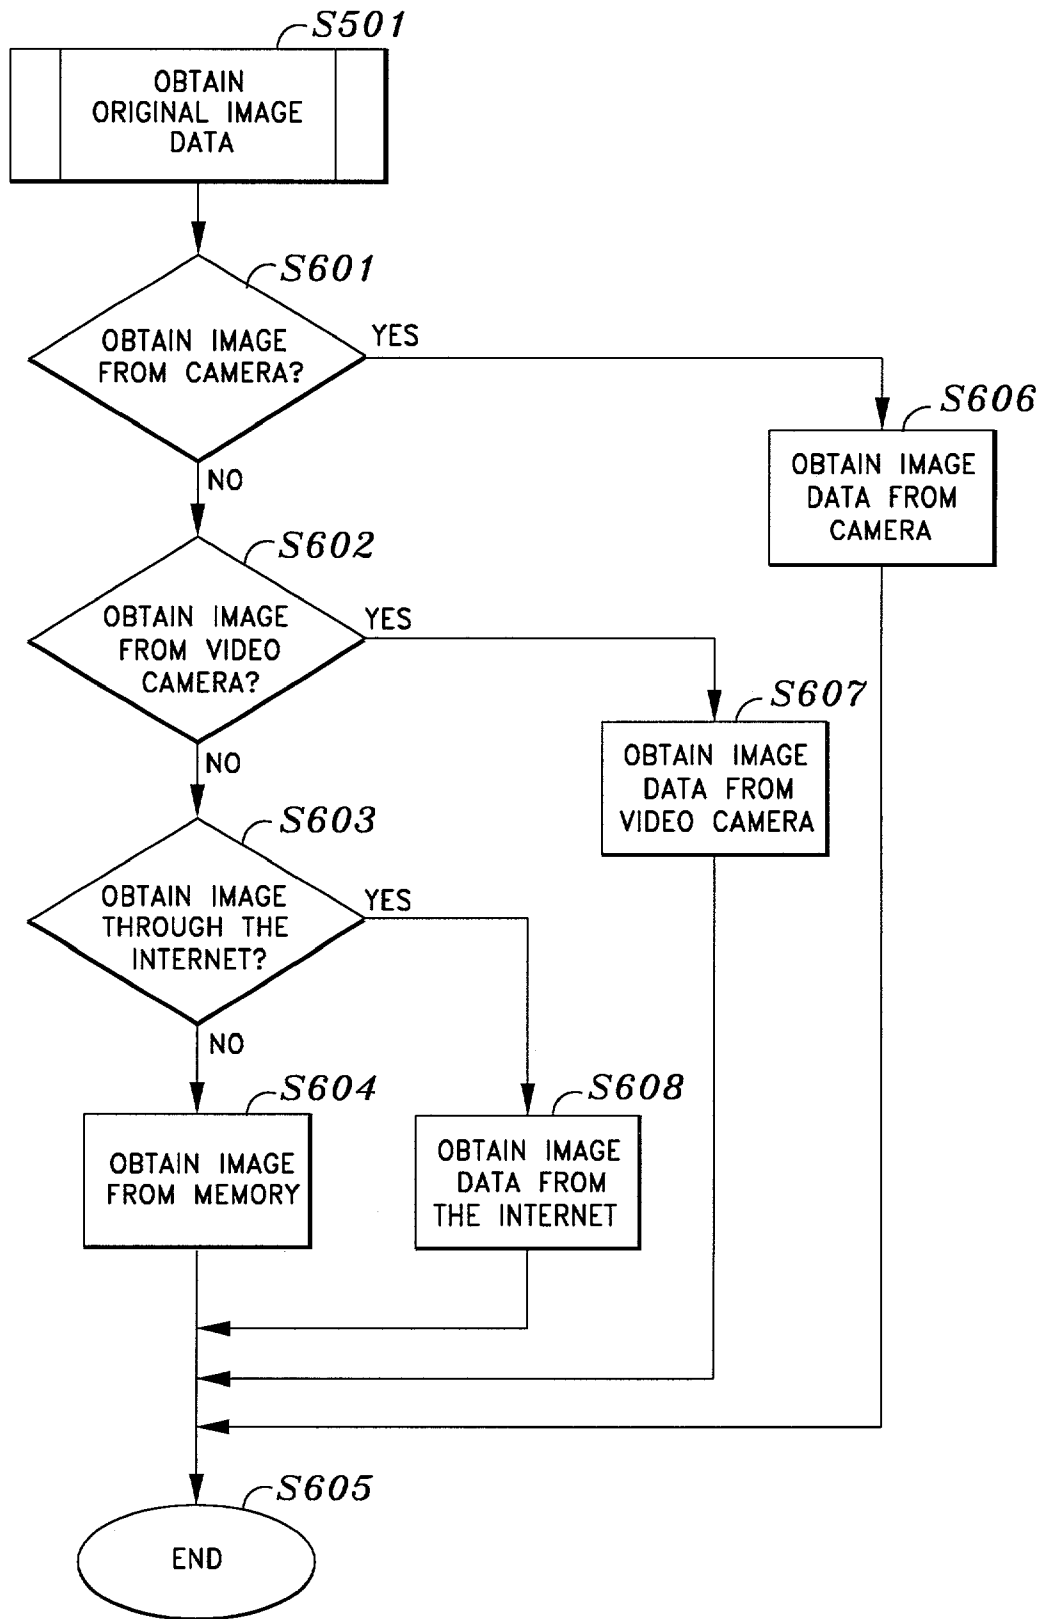 S501
OBTAIN
ORIGINAL IMAGE
DATA
S601
OBTAIN IMAGE
FROM CAMERA?
YES
NO
S606
OBTAIN IMAGE
DATA FROM
CAMERA
S602
OBTAIN IMAGE
FROM VIDEO
CAMERA?
YES
NO
S607
OBTAIN IMAGE
DATA FROM
VIDEO CAMERA
S603
OBTAIN IMAGE
THROUGH THE
INTERNET?
YES
NO
S604
OBTAIN IMAGE
FROM MEMORY
S608
OBTAIN IMAGE
DATA FROM
THE INTERNET
S605
END